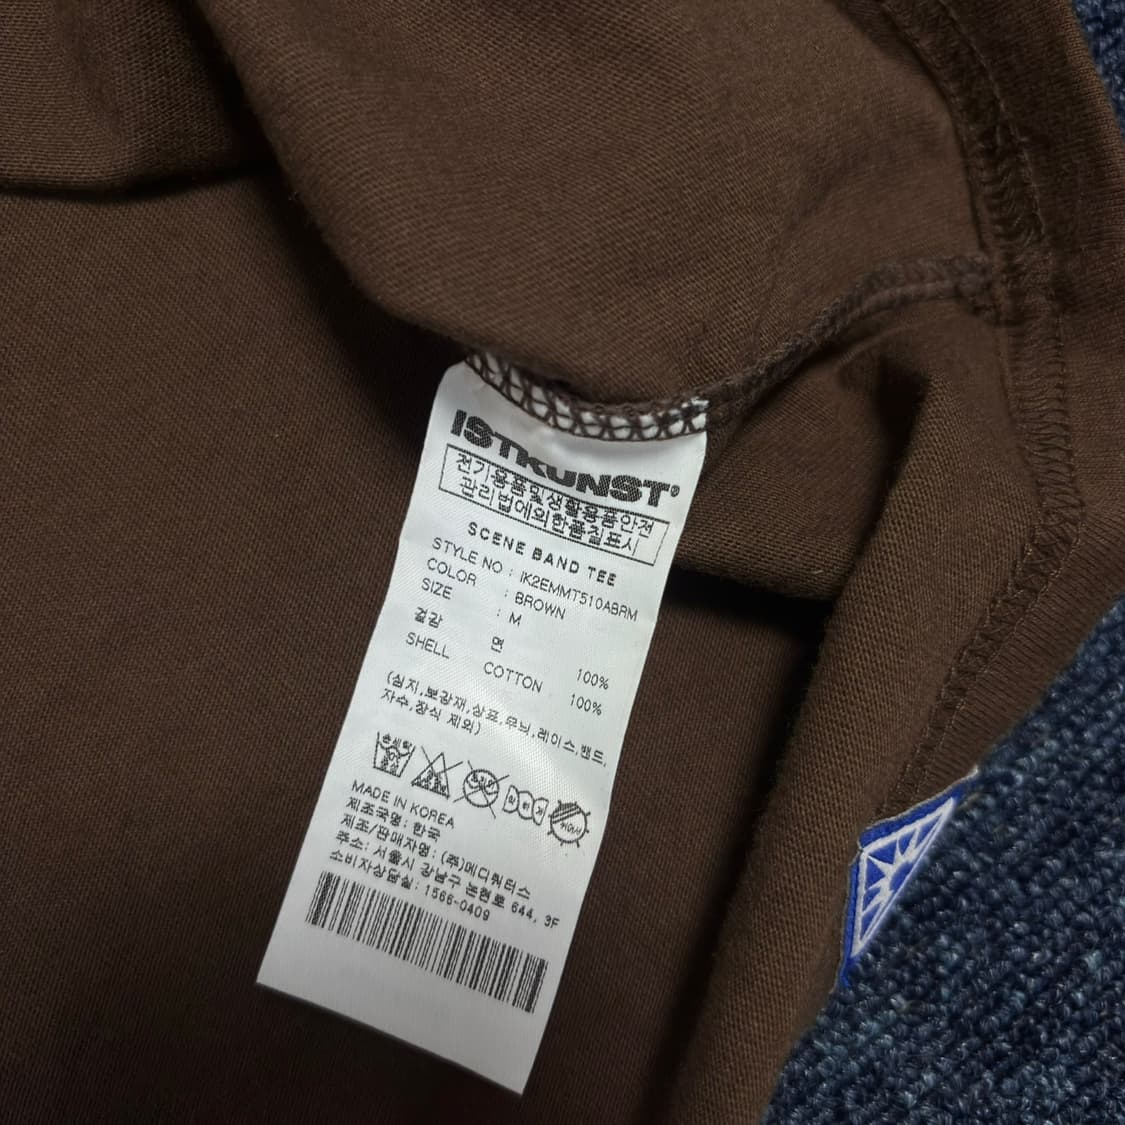 ISTKUNST®
전기용품및생활용품안전
관리법에의한품질표시
SCENE BAND TEE
STYLE NO : IK2EMMT510ABRM
COLOR : BROWN
SIZE : M
겉감 면 100%
SHELL COTTON 100%
(심지,보강재,상표,무늬,레이스,밴드,
자수,장식 제외)
손세탁
MADE IN KOREA
제조국명: 한국
제조/판매자명: (주)메디쿼터스
주소: 서울시 강남구 논현로 644, 3F
소비자상담실: 1566-0409